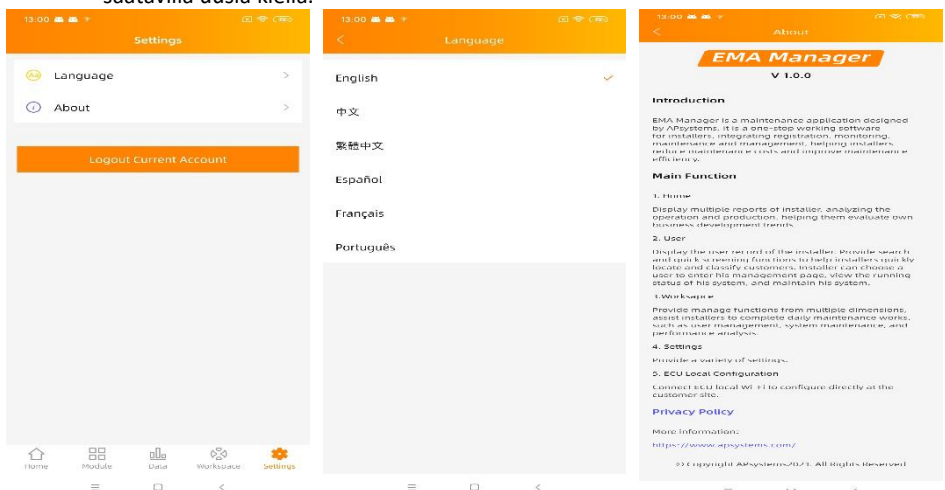 saatavilla uusia kieliä.
13:00
Settings
Language
About
Logout Current Account
Home
Module
Data
Workspace
Settings
13:00
Language
English
中文
繁體中文
Español
Français
Português
13:00
About
EMA Manager
V 1.0.0
Introduction
EMA Manager is a maintenance application designed
by APsystems. It is a one-stop working software
for installers, integrating registration, monitoring,
maintenance and management, helping installers
reduce maintenance costs and improve maintenance
efficiency.
Main Function
1. Home
Display multiple reports of installer, analyzing the
operation and production, helping them evaluate own
business development trends
2. User
Display the user record of the installer. Provide search
and quick screening functions to help installers quickly
locate and classify customers. Installer can choose a
user to enter his management page, view the running
status of his system, and maintain his system.
3.Worksapce
Provide manage functions from multiple dimensions,
assist installers to complete daily maintenance works,
such as user management, system maintenance, and
performance analysis.
4. Settings
Provide a variety of settings.
5. ECU Local Configuration
Connect ECU local Wi-Fi to configure directly at the
customer site.
Privacy Policy
More information:
https://www.apsystems.com/
© Copyright APsystems2021. All Rights Reserved